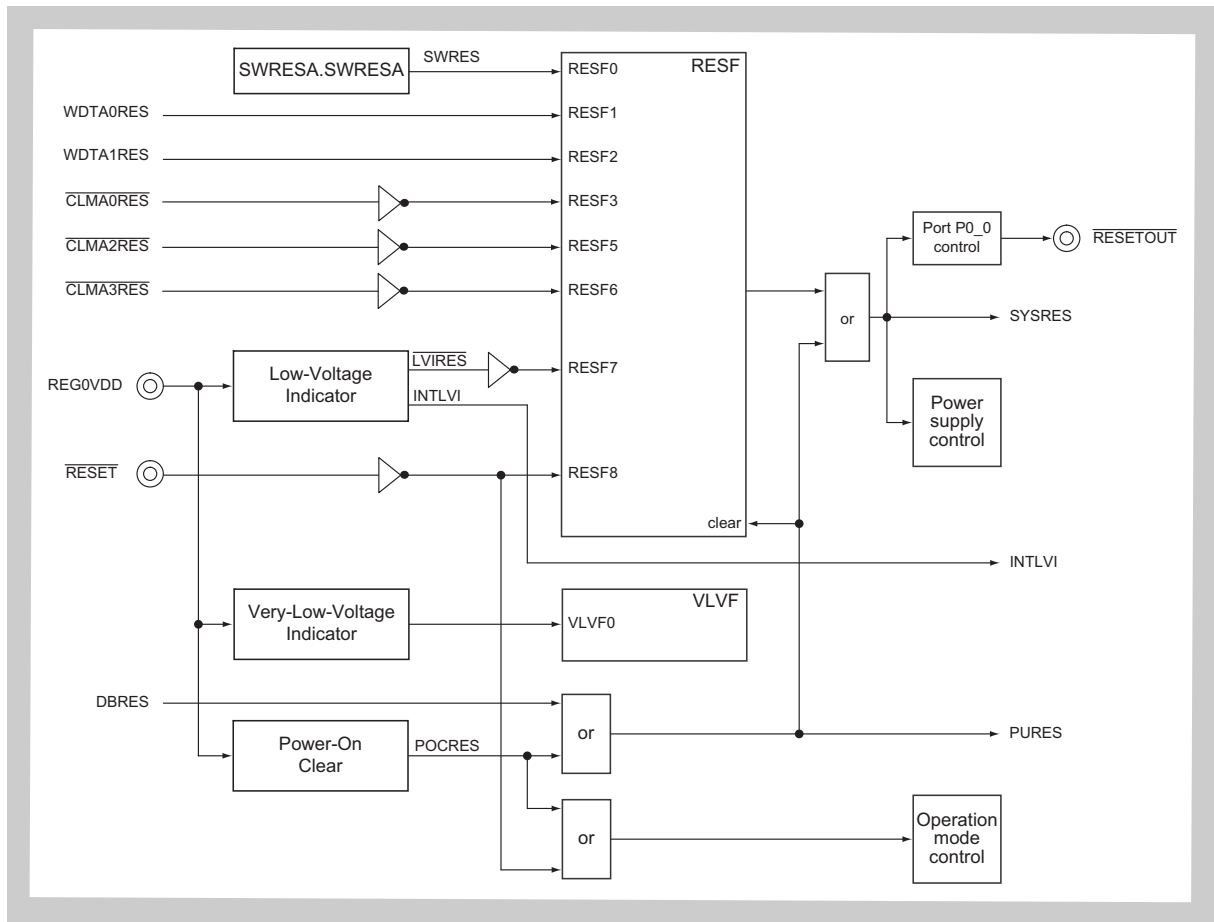 SWRESA.SWRESA
SWRES
RESF0
RESF
WDTA0RES
RESF1
WDTA1RES
RESF2
CLMA0RES
RESF3
CLMA2RES
RESF5
CLMA3RES
RESF6
Port P0_0
control
RESETOUT
or
SYSRES
REG0VDD
Low-Voltage
Indicator
LVIRES
INTLVI
RESF7
Power
supply
control
RESET
RESF8
clear
INTLVI
Very-Low-Voltage
Indicator
VLVF0
VLVF
DBRES
or
PURES
Power-On
Clear
POCRES
or
Operation
mode
control